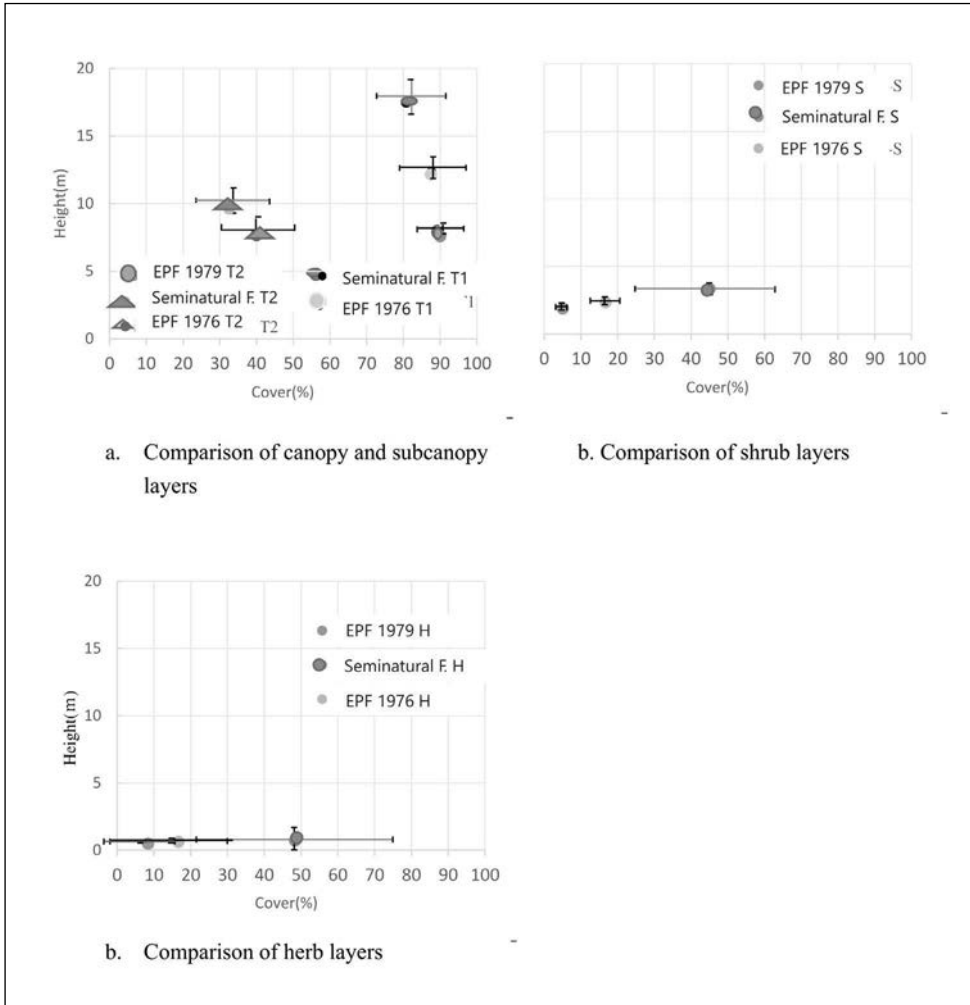 20
15
10
5
0
Height(m)
EPF 1979 T2
Seminatural F. T2
EPF 1976 T2 T2
Seminatural F. T1
EPF 1976 T1
0 10 20 30 40 50 60 70 80 90 100
Cover(%)
a. Comparison of canopy and subcanopy
layers
EPF 1979 S -S
Seminatural F. S
EPF 1976 S -S
0 10 20 30 40 50 60 70 80 90 100
Cover(%)
b. Comparison of shrub layers
20
15
10
5
0
Height(m)
EPF 1979 H
Seminatural F. H
EPF 1976 H
0 10 20 30 40 50 60 70 80 90 100
Cover(%)
b. Comparison of herb layers